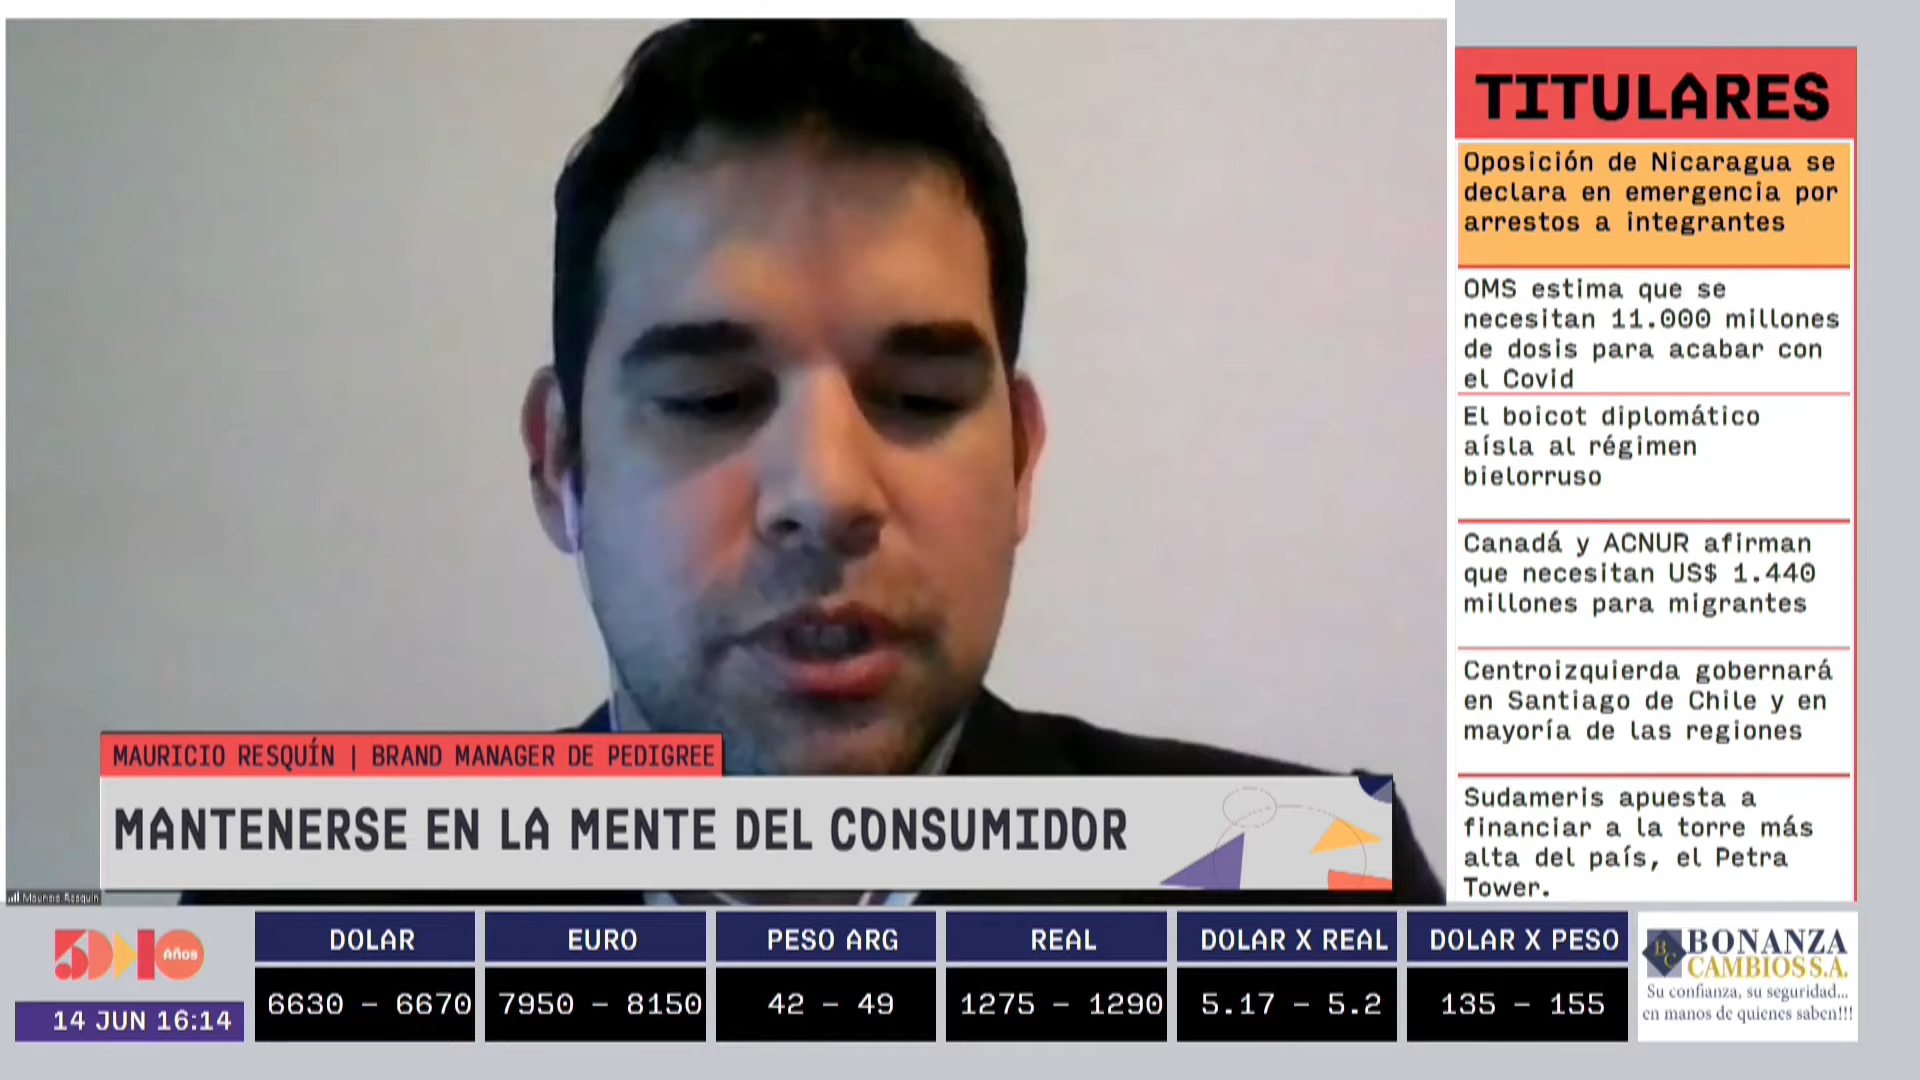 TITULARES
Oposición de Nicaragua se
declara en emergencia por
arrestos a integrantes
OMS estima que se
necesitan 11.000 millones
de dosis para acabar con
el Covid
El boicot diplomático
aísla al régimen
bielorruso
Canadá y ACNUR afirman
que necesitan US$ 1.440
millones para migrantes
Centroizquierda gobernará
en Santiago de Chile y en
mayoría de las regiones
Sudameris apuesta a
financiar a la torre más
alta del país, el Petra
Tower.
MAURICIO RESQUÍN | BRAND MANAGER DE PEDIGREE
MANTENERSE EN LA MENTE DEL CONSUMIDOR
Mauricio Resquin
5D 10 Años
14 JUN 16:14
DOLAR
6630 - 6670
EURO
7950 - 8150
PESO ARG
42 - 49
REAL
1275 - 1290
DOLAR X REAL
5.17 - 5.2
DOLAR X PESO
135 - 155
BC
BONANZA
CAMBIOS S.A.
Su confianza, su seguridad...
en manos de quienes saben!!!